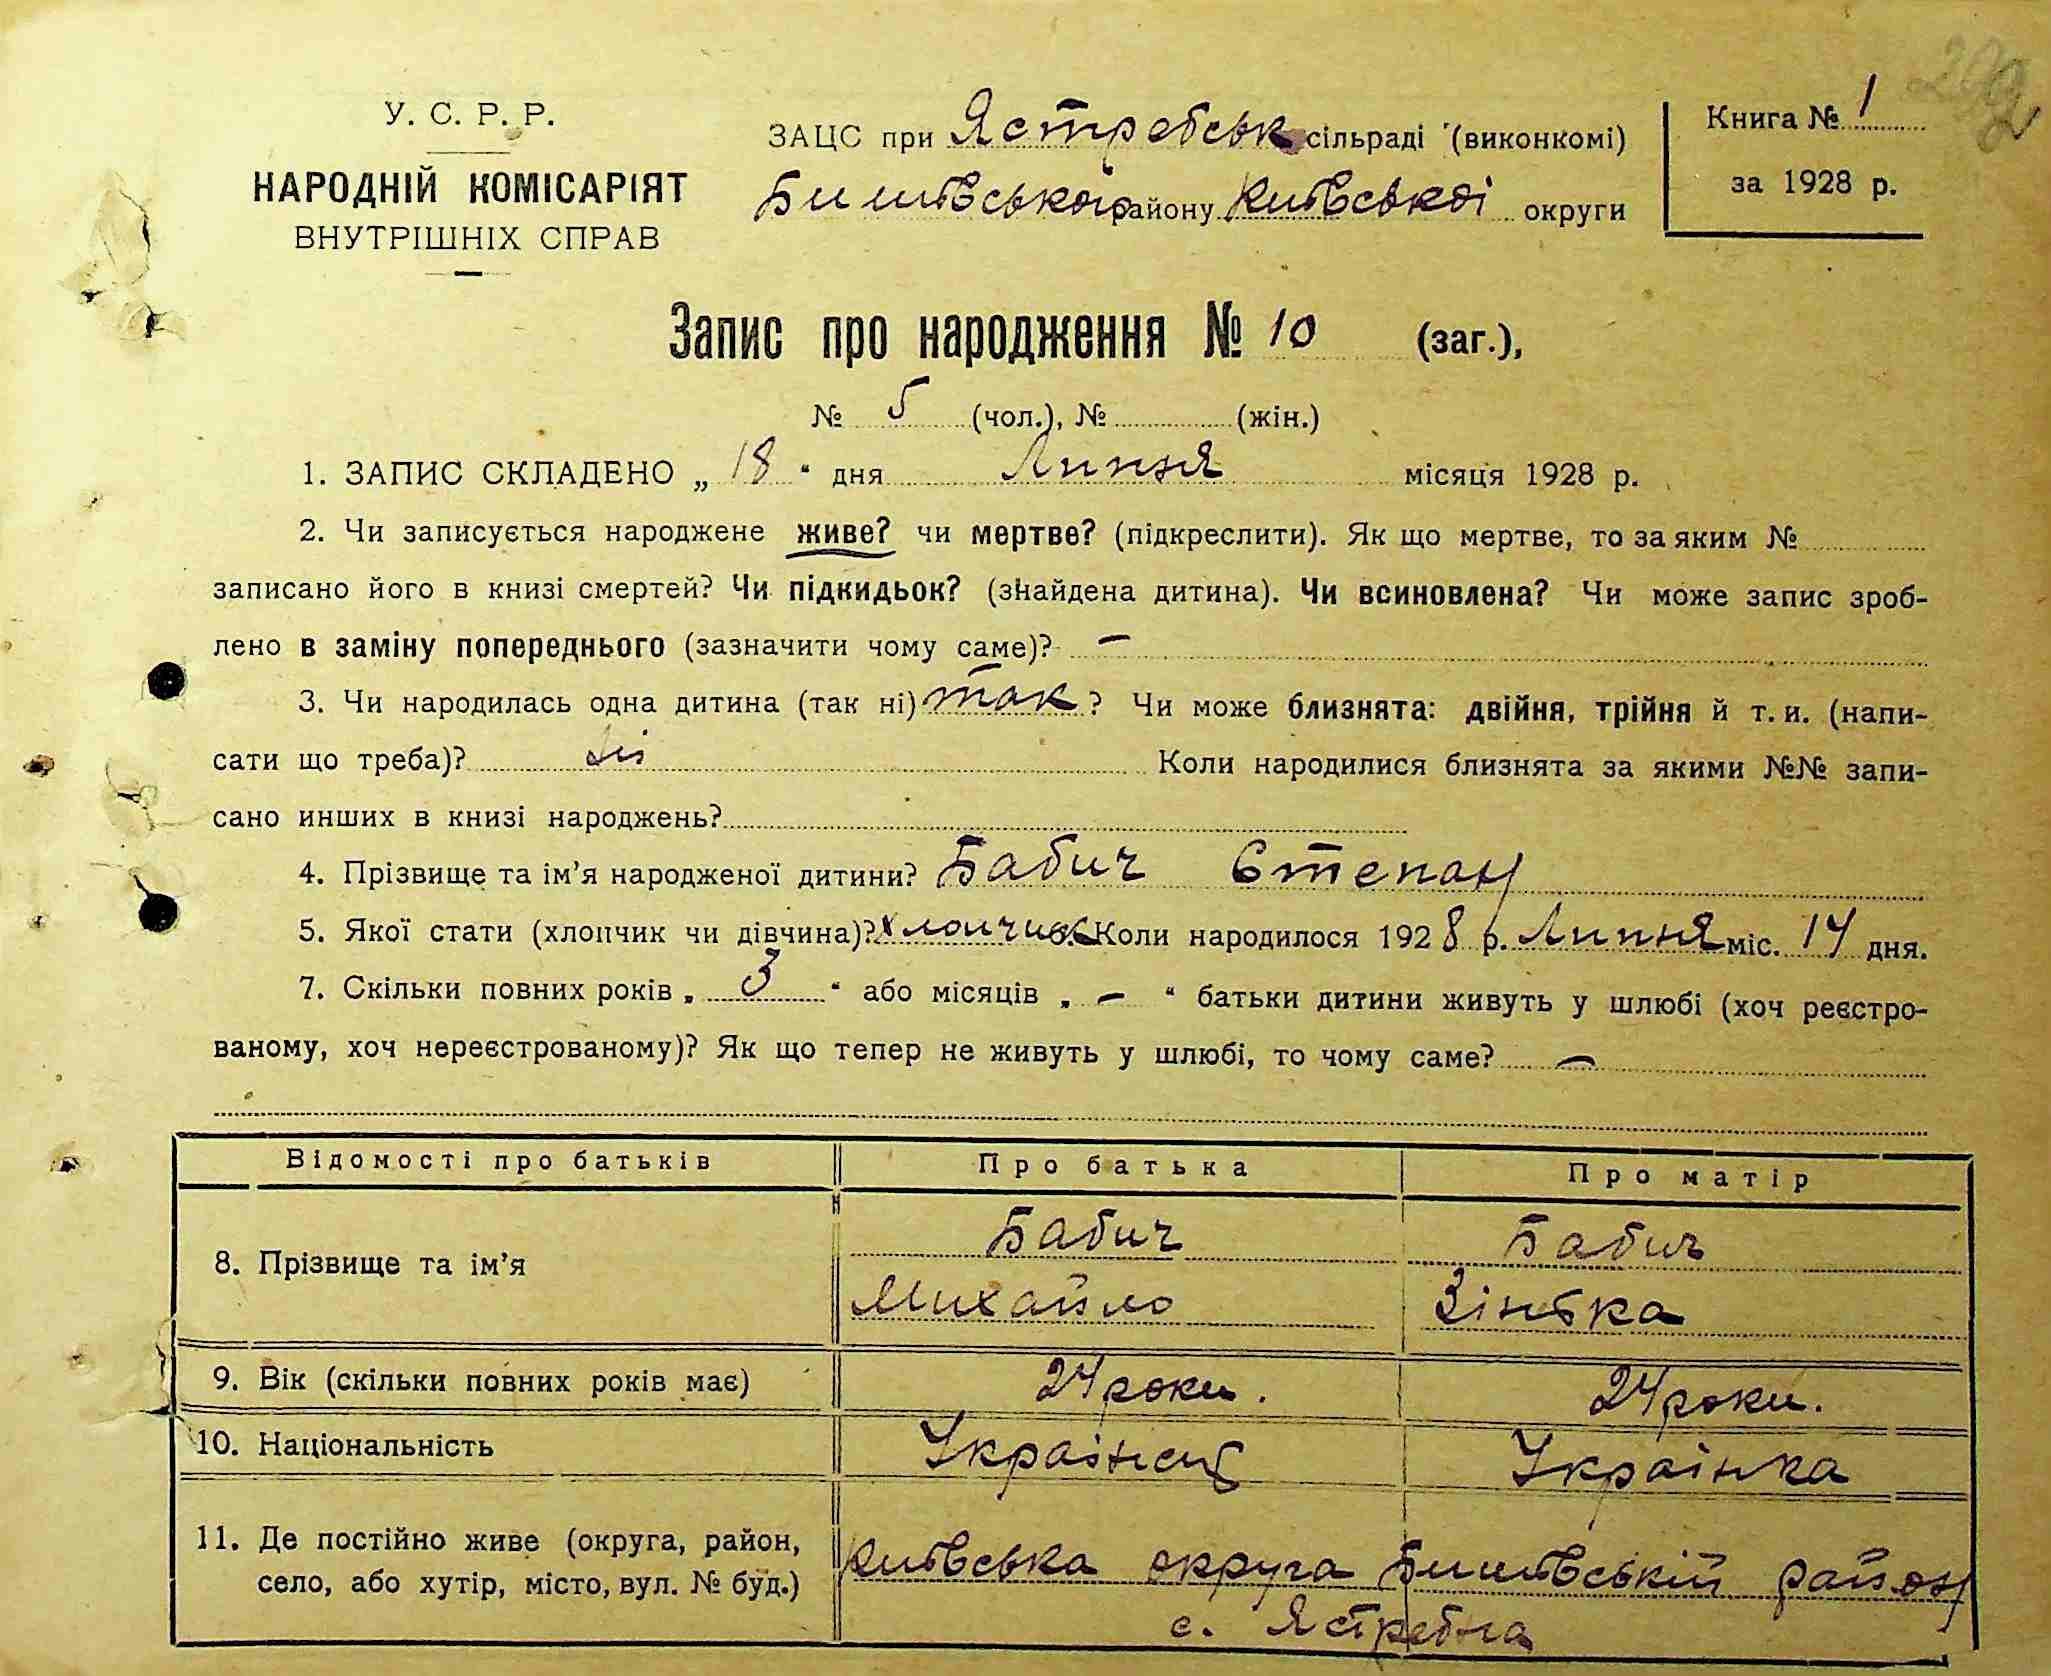 У. С. Р. Р.
НАРОДНІЙ КОМІСАРІЯТ
ВНУТРІШНІХ СПРАВ
ЗАЦС при Ястребськ сільраді (виконкомі)
Бишівського району Київської округи
Книга № 1
за 1928 р.
Запис про народження № 10 (заг.),
№ 5 (чол.), № (жін.)
1. ЗАПИС СКЛАДЕНО „ 18 “ дня Липня місяця 1928 р.
2. Чи записується народжене живе? чи мертве? (підкреслити). Як що мертве, то за яким №
записано його в книзі смертей? Чи підкидьок? (знайдена дитина). Чи всиновлена? Чи може запис зроб-
лено в заміну попереднього (зазначити чому саме)? –
3. Чи народилась одна дитина (так ні) так ? Чи може близнята: двійня, трійня й т. и. (напи-
сати що треба)? ні Коли народилися близнята за якими №№ запи-
сано инших в книзі народжень?
4. Прізвище та ім’я народженої дитини? Бабич Степан
5. Якої стати (хлопчик чи дівчина)? хлопчик 6. Коли народилося 1928 р. Липня міс. 14 дня.
7. Скільки повних років „ 3 “ або місяців „ – “ батьки дитини живуть у шлюбі (хоч реєстро-
ваному, хоч нереєстрованому)? Як що тепер не живуть у шлюбі, то чому саме? –
Відомості про батьків Про батька Про матір
8. Прізвище та ім’я
Бабич
Михайло
Бабич
Зінька
9. Вік (скільки повних років має) 24 роки. 24 роки.
10. Національність Українец Українка
11. Де постійно живе (округа, район,
село, або хутір, місто, вул. № буд.)
Київська округа Бишівській район
с. Ястребна